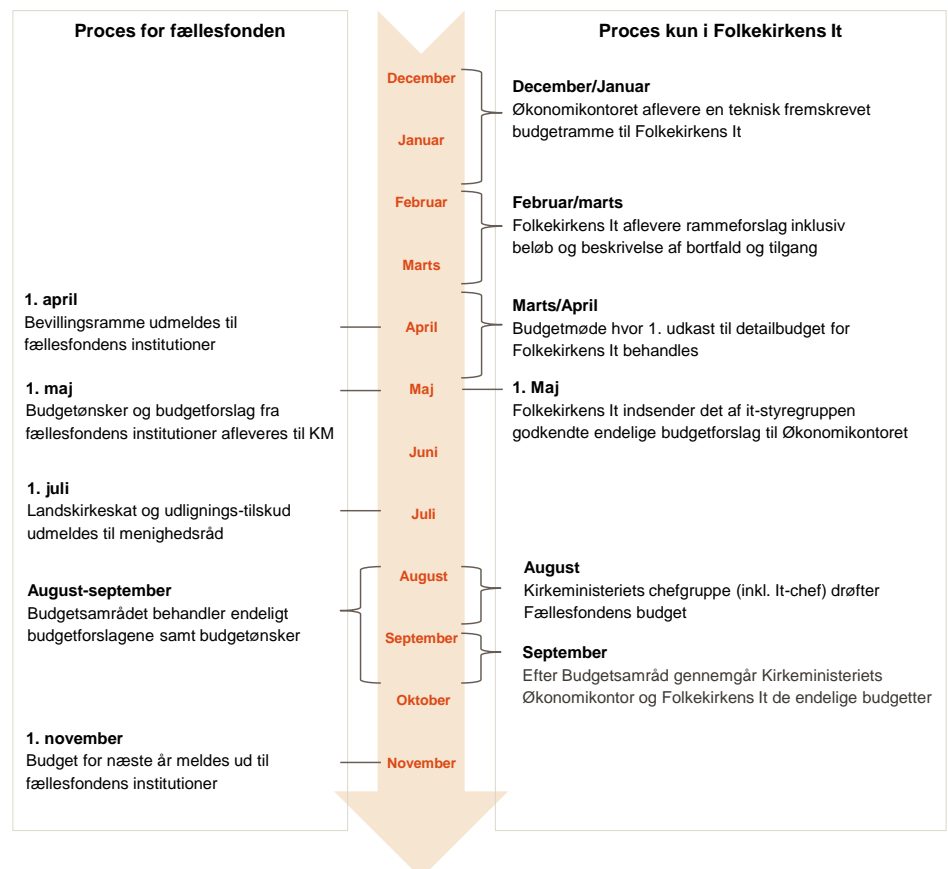 Proces for fællesfonden
1. april
Bevillingsramme udmeldes til
fællesfondens institutioner
1. maj
Budgetønsker og budgetforslag fra
fællesfondens institutioner afleveres til KM
1. juli
Landskirkeskat og udlignings-tilskud
udmeldes til menighedsråd
August-september
Budgetsamrådet behandler endeligt
budgetforslagene samt budgetønsker
1. november
Budget for næste år meldes ud til
fællesfondens institutioner
December
Januar
Februar
Marts
April
Maj
Juni
Juli
August
September
Oktober
November
Proces kun i Folkekirkens It
December/Januar
Økonomikontoret aflevere en teknisk fremskrevet
budgetramme til Folkekirkens It
Februar/marts
Folkekirkens It aflevere rammeforslag inklusiv
beløb og beskrivelse af bortfald og tilgang
Marts/April
Budgetmøde hvor 1. udkast til detailbudget for
Folkekirkens It behandles
1. Maj
Folkekirkens It indsender det af it-styregruppen
godkendte endelige budgetforslag til Økonomikontoret
August
Kirkeministeriets chefgruppe (inkl. It-chef) drøfter
Fællesfondens budget
September
Efter Budgetsamråd gennemgår Kirkeministeriets
Økonomikontor og Folkekirkens It de endelige budgetter